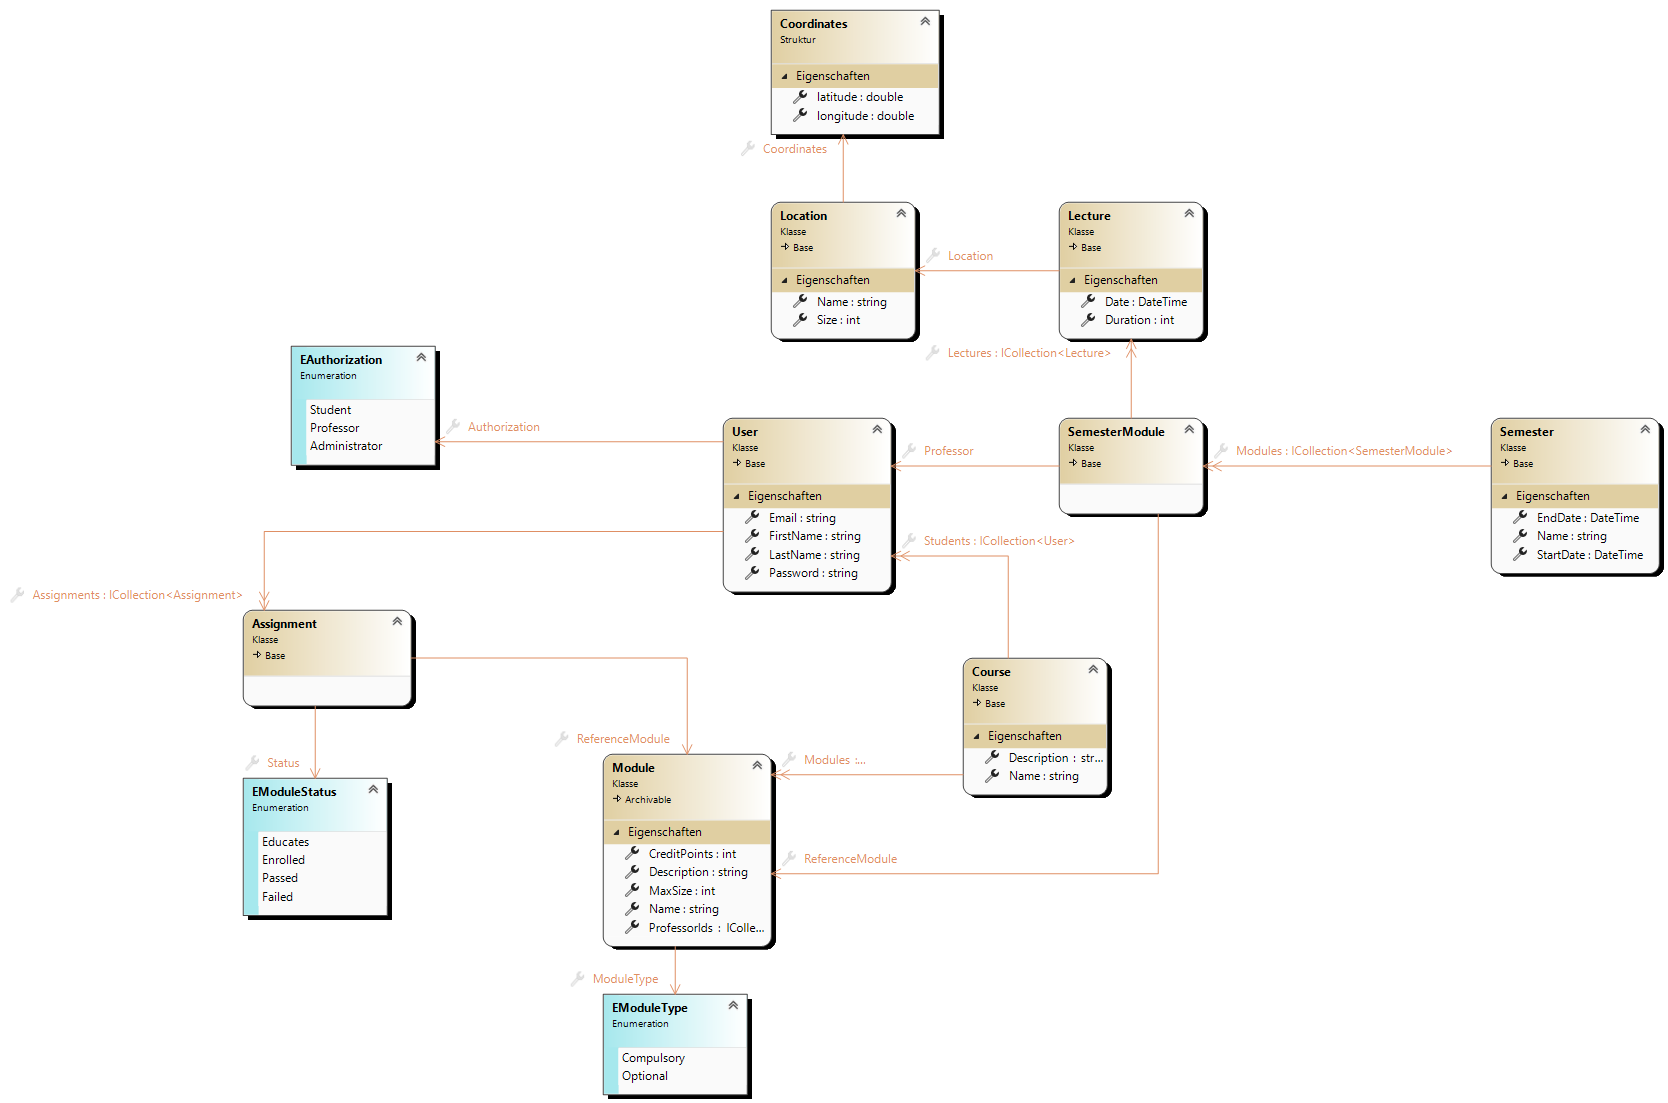 Coordinates
Struktur
Eigenschaften
latitude : double
longitude : double
Coordinates
Location
Klasse
Base
Eigenschaften
Name : string
Size : int
Location
Lecture
Klasse
Base
Eigenschaften
Date : DateTime
Duration : int
Lectures : ICollection<Lecture>
EAuthorization
Enumeration
Student
Professor
Administrator
Authorization
User
Klasse
Base
Eigenschaften
Email : string
FirstName : string
LastName : string
Password : string
Professor
SemesterModule
Klasse
Base
Modules : ICollection<SemesterModule>
Semester
Klasse
Base
Eigenschaften
EndDate : DateTime
Name : string
StartDate : DateTime
Students : ICollection<User>
Assignments : ICollection<Assignment>
Assignment
Klasse
Base
Course
Klasse
Base
Eigenschaften
Description : str...
Name : string
Status
EModuleStatus
Enumeration
Educates
Enrolled
Passed
Failed
ReferenceModule
Module
Klasse
Archivable
Eigenschaften
CreditPoints : int
Description : string
MaxSize : int
Name : string
ProfessorIds : IColle...
Modules :...
ReferenceModule
ModuleType
EModuleType
Enumeration
Compulsory
Optional